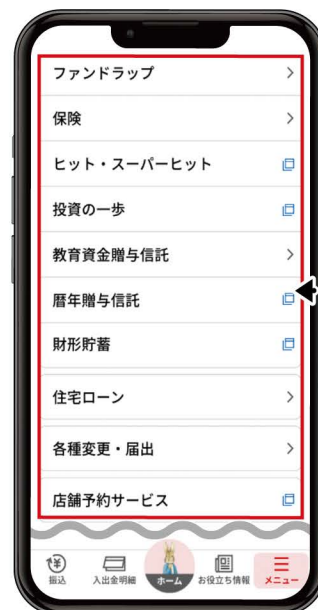 ファンドラップ
保険
ヒット・スーパーヒット
投資の一歩
教育資金贈与信託
暦年贈与信託
財形貯蓄
住宅ローン
各種変更・届出
店舗予約サービス
振込 入出金明細 ホーム お役立ち情報 メニュー